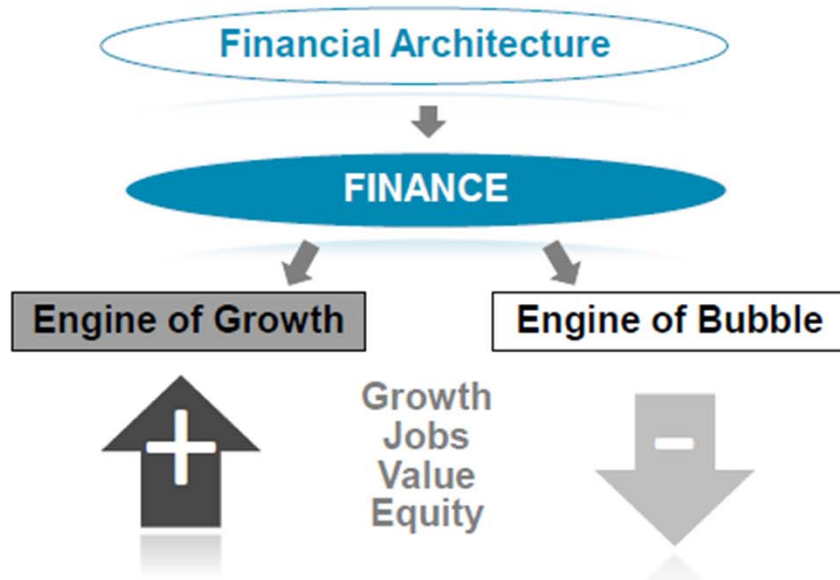 Financial Architecture
FINANCE
Engine of Growth
Engine of Bubble
+
Growth
Jobs
Value
Equity
-